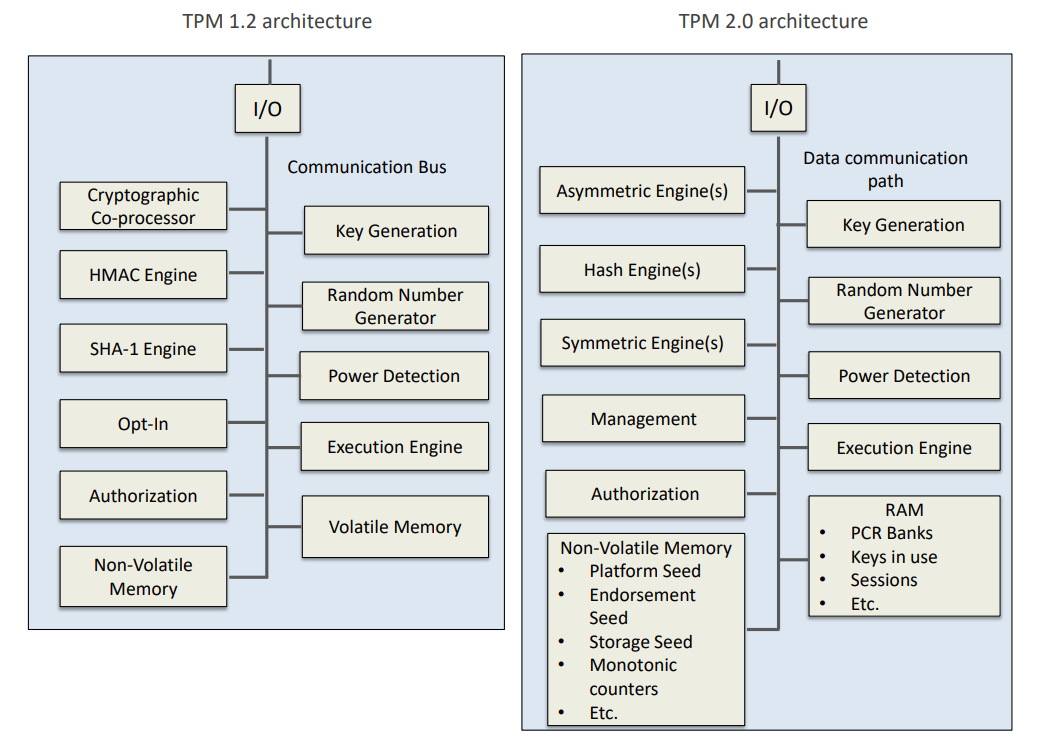 TPM 1.2 architecture
I/O
Communication Bus
Cryptographic
Co-processor
Key Generation
HMAC Engine
Random Number
Generator
SHA-1 Engine
Power Detection
Opt-In
Execution Engine
Authorization
Volatile Memory
Non-Volatile
Memory
TPM 2.0 architecture
I/O
Data communication
path
Asymmetric Engine(s)
Key Generation
Hash Engine(s)
Random Number
Generator
Symmetric Engine(s)
Power Detection
Management
Execution Engine
Authorization
RAM
• PCR Banks
• Keys in use
• Sessions
• Etc.
Non-Volatile Memory
• Platform Seed
• Endorsement
Seed
• Storage Seed
• Monotonic
counters
• Etc.